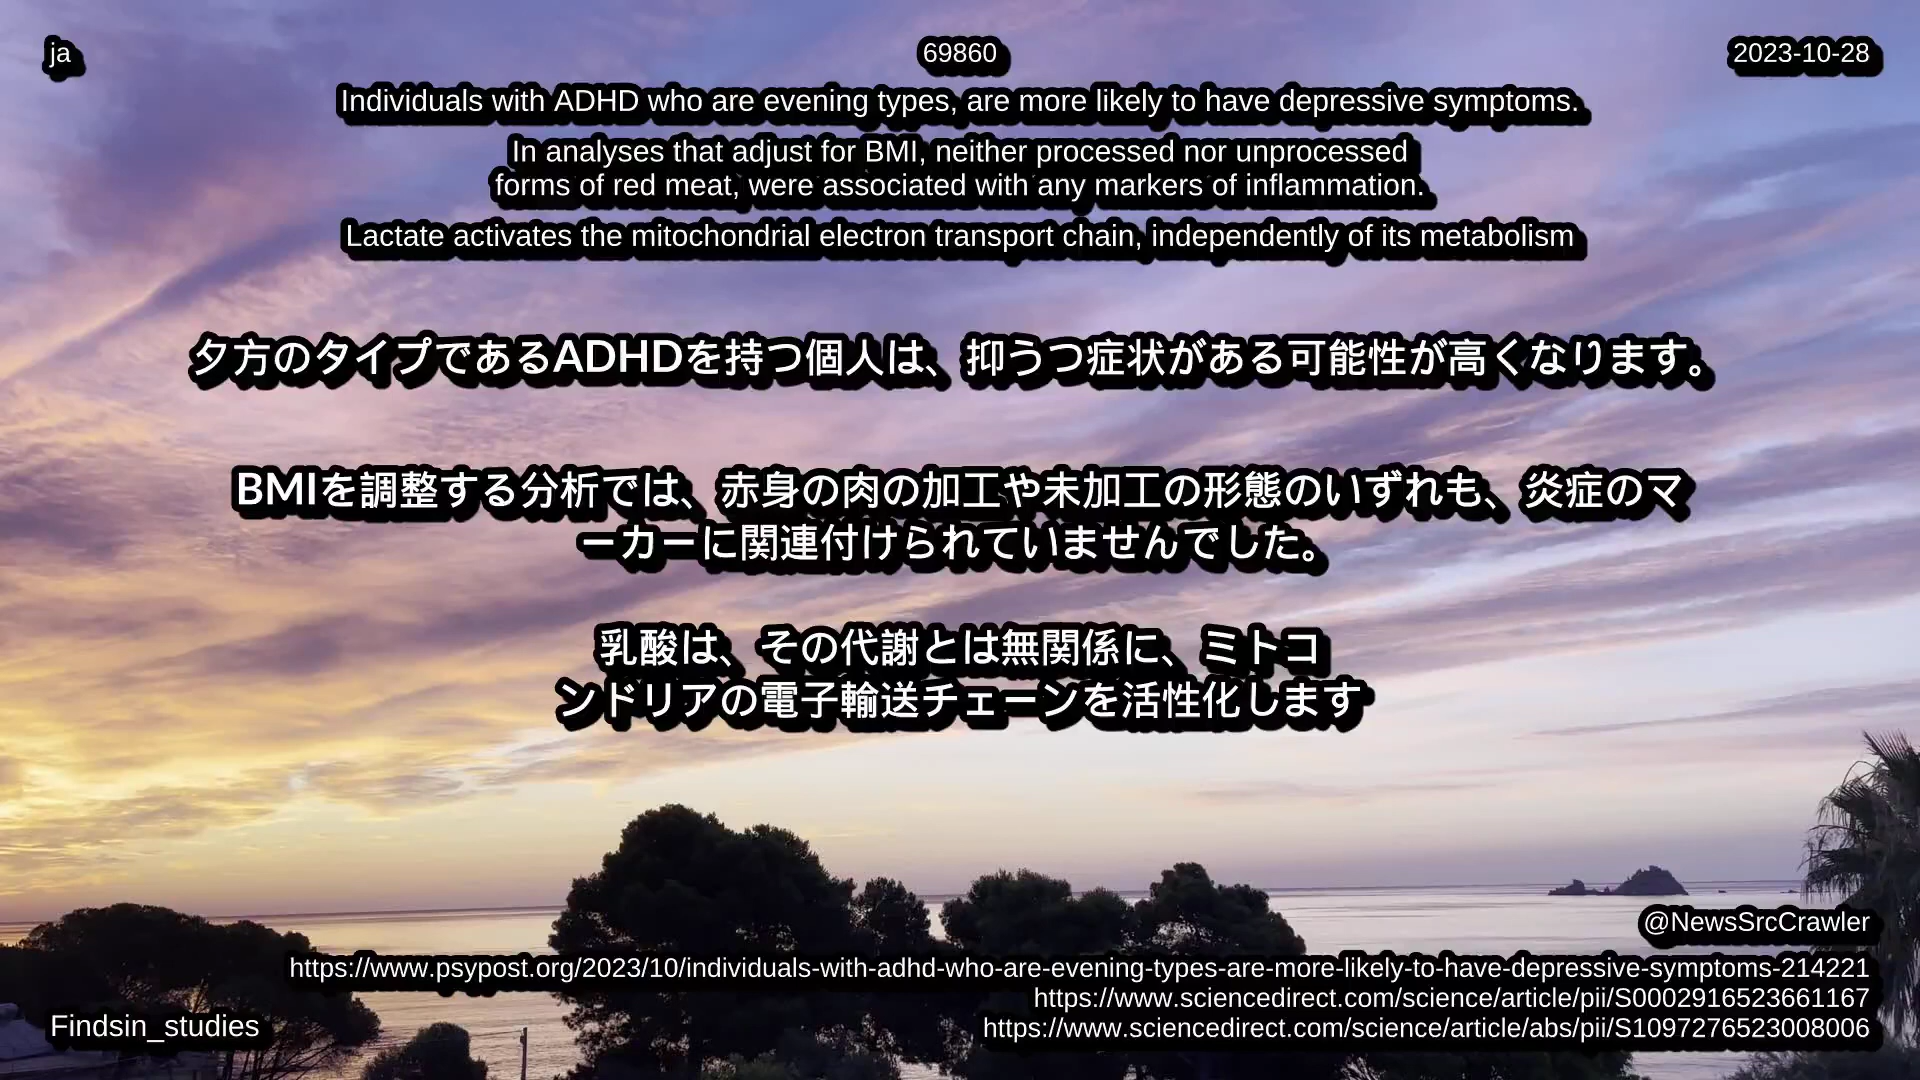 ja
69860
2023-10-28
Individuals with ADHD who are evening types, are more likely to have depressive symptoms.
In analyses that adjust for BMI, neither processed nor unprocessed
forms of red meat, were associated with any markers of inflammation.
Lactate activates the mitochondrial electron transport chain, independently of its metabolism
夕方のタイプであるADHDを持つ個人は、抑うつ症状がある可能性が高くなります。
BMIを調整する分析では、赤身の肉の加工や未加工の形態のいずれも、炎症のマ
ーカーに関連付けられていませんでした。
乳酸は、その代謝とは無関係に、ミトコ
ンドリアの電子輸送チェーンを活性化します
@NewsSrcCrawler
https://www.psypost.org/2023/10/individuals-with-adhd-who-are-evening-types-are-more-likely-to-have-depressive-symptoms-214221
https://www.sciencedirect.com/science/article/pii/S0002916523661167
https://www.sciencedirect.com/science/article/abs/pii/S1097276523008006
Findsin_studies